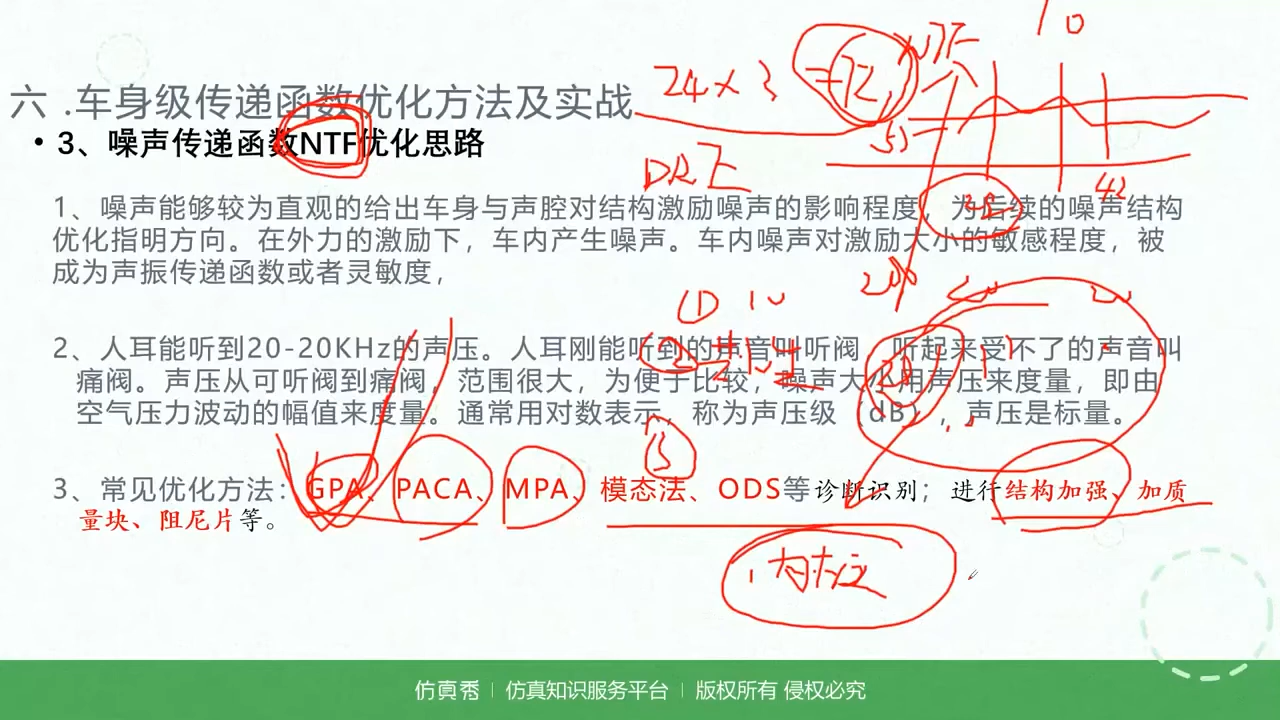 六 .车身级传递函数优化方法及实战
• 3、噪声传递函数NTF优化思路
24×3
=72
NTF
10
55
42
DRE
28
1、噪声能够较为直观的给出车身与声腔对结构激励噪声的影响程度，为后续的噪声结构
优化指明方向。在外力的激励下，车内产生噪声。车内噪声对激励大小的敏感程度，被
成为声振传递函数或者灵敏度，
200
20
20
① 10
2、人耳能听到20-20KHz的声压。人耳刚能听到的声音叫听阀，听起来受不了的声音叫
痛阀。声压从可听阀到痛阀，范围很大，为便于比较，噪声大小用声压来度量，即由
空气压力波动的幅值来度量。通常用对数表示，称为声压级（dB），声压是标量。
3、常见优化方法：GPA、PACA、MPA、模态法、ODS等诊断识别；进行结构加强、加质
量块、阻尼片等。
仿真秀 | 仿真知识服务平台 | 版权所有 侵权必究